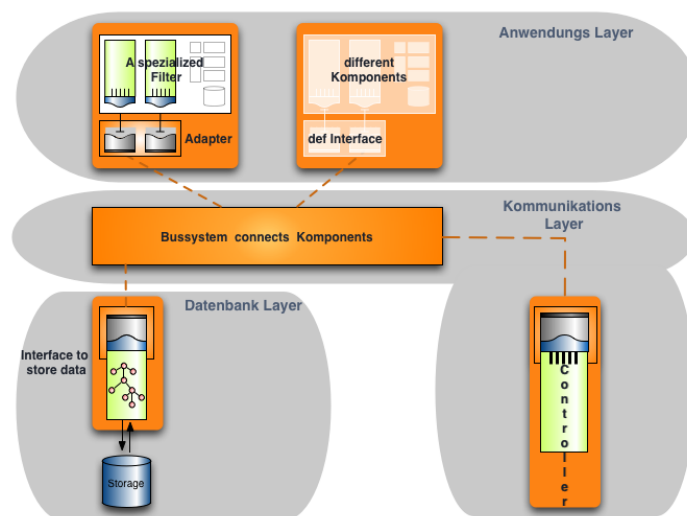 Anwendungs Layer
A spezialized
Filter
Adapter
different
Komponents
def Interface
Kommunikations
Layer
Bussystem connects Komponents
Datenbank Layer
Interface to
store data
Storage
Controller